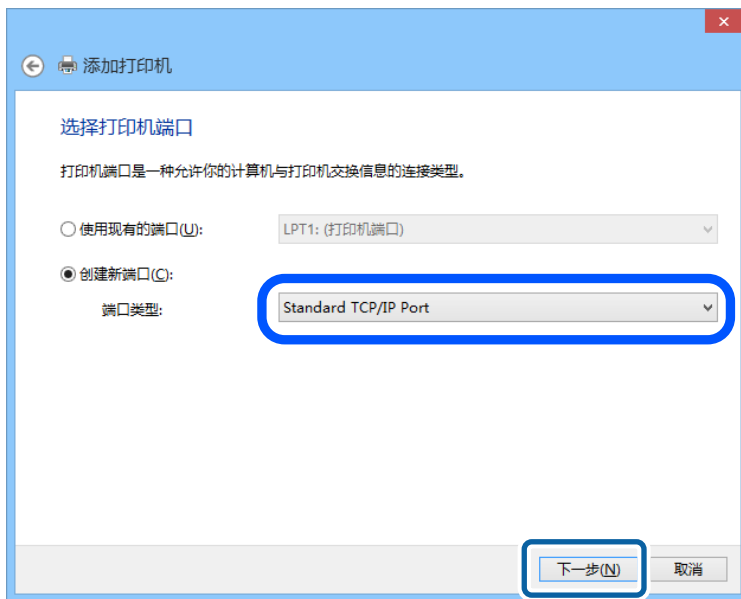 添加打印机
选择打印机端口
打印机端口是一种允许你的计算机与打印机交换信息的连接类型。
使用现有的端口(U): LPT1: (打印机端口)
创建新端口(C):
端口类型: Standard TCP/IP Port
下一步(N) 取消